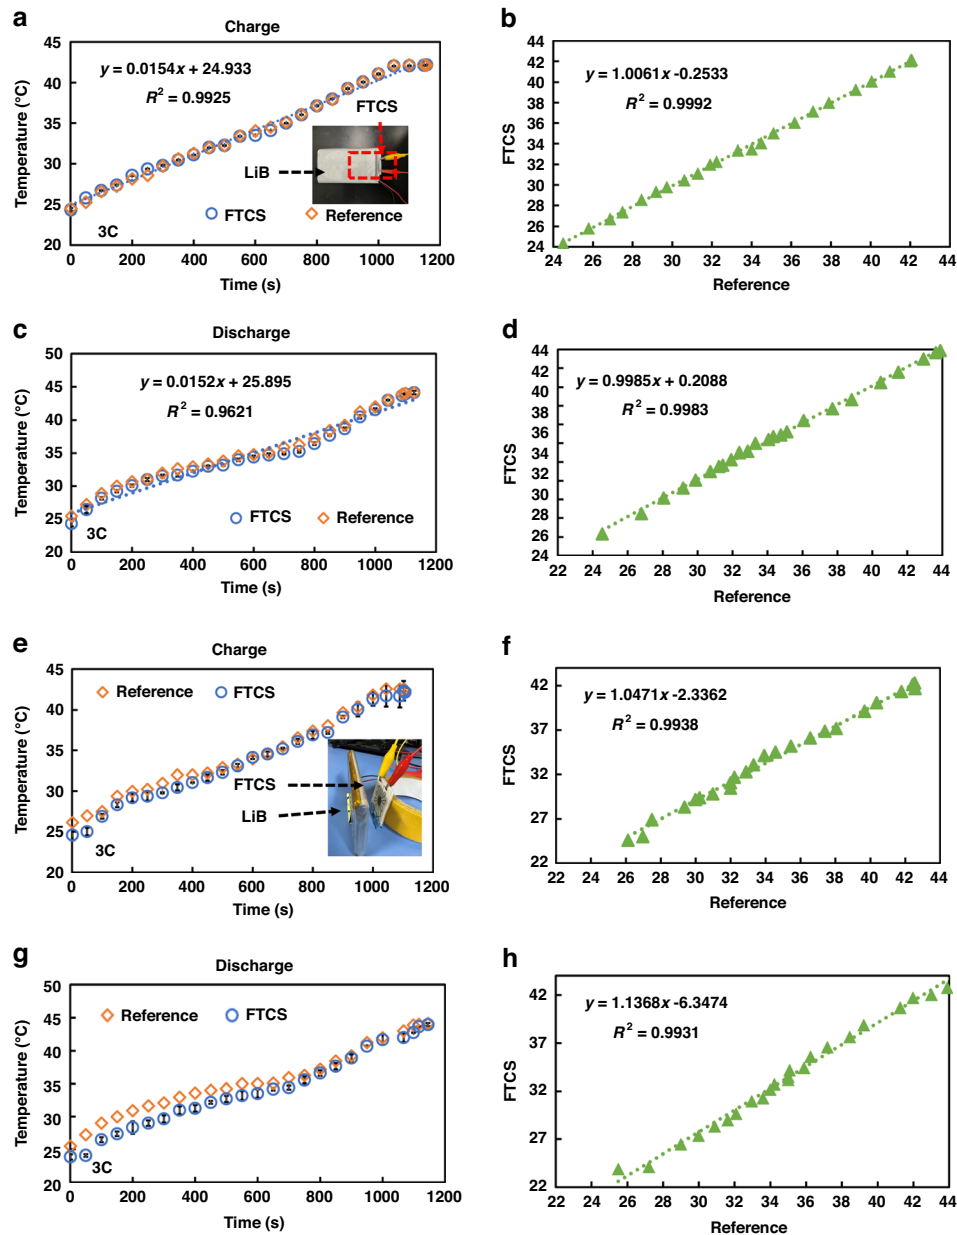 a
Charge
45
40
35
30
25
20
Temperature (°C)
y = 0.0154x + 24.933
R² = 0.9925
FTCS
LiB
FTCS
Reference
3C
0 200 400 600 800 1000 1200
Time (s)
b
44
42
40
38
36
34
32
30
28
26
24
FTCS
y = 1.0061x -0.2533
R² = 0.9992
24 26 28 30 32 34 36 38 40 42 44
Reference
c
Discharge
50
45
40
35
30
25
20
Temperature (°C)
y = 0.0152x + 25.895
R² = 0.9621
3C
FTCS
Reference
0 200 400 600 800 1000 1200
Time (s)
d
44
42
40
38
36
34
32
30
28
26
24
FTCS
y = 0.9985x + 0.2088
R² = 0.9983
22 24 26 28 30 32 34 36 38 40 42 44
Reference
e
Charge
45
40
35
30
25
20
Temperature (°C)
Reference
FTCS
FTCS
LiB
3C
0 200 400 600 800 1000 1200
Time (s)
f
42
37
32
27
22
FTCS
y = 1.0471x -2.3362
R² = 0.9938
22 24 26 28 30 32 34 36 38 40 42 44
Reference
g
Discharge
50
45
40
35
30
25
20
Temperature (°C)
Reference
FTCS
3C
0 200 400 600 800 1000 1200
Time (s)
h
42
37
32
27
22
FTCS
y = 1.1368x -6.3474
R² = 0.9931
22 24 26 28 30 32 34 36 38 40 42 44
Reference